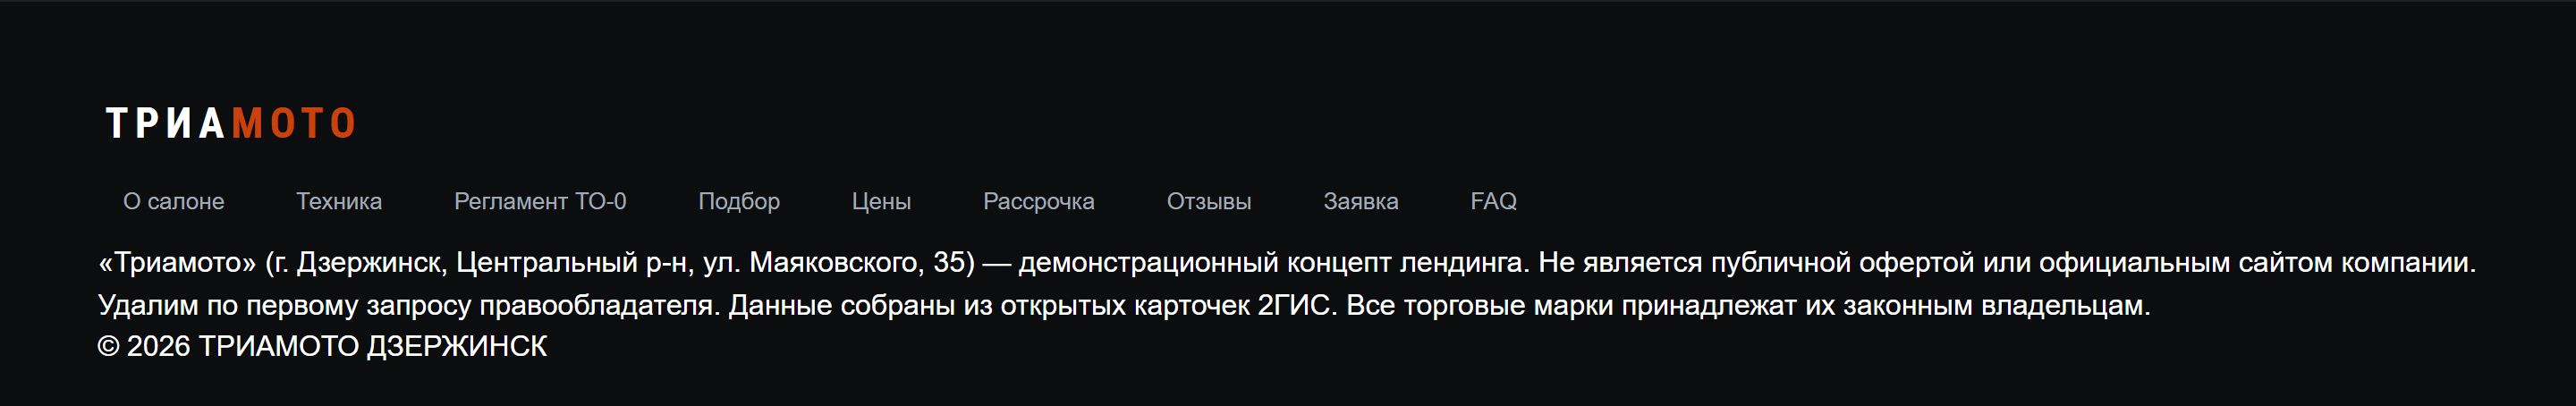 ТРИАМОТО
О салоне Техника Регламент ТО-0 Подбор Цены Рассрочка Отзывы Заявка FAQ
«Триамото» (г. Дзержинск, Центральный р-н, ул. Маяковского, 35) — демонстрационный концепт лендинга. Не является публичной офертой или официальным сайтом компании.
Удалим по первому запросу правообладателя. Данные собраны из открытых карточек 2ГИС. Все торговые марки принадлежат их законным владельцам.
© 2026 ТРИАМОТО ДЗЕРЖИНСК